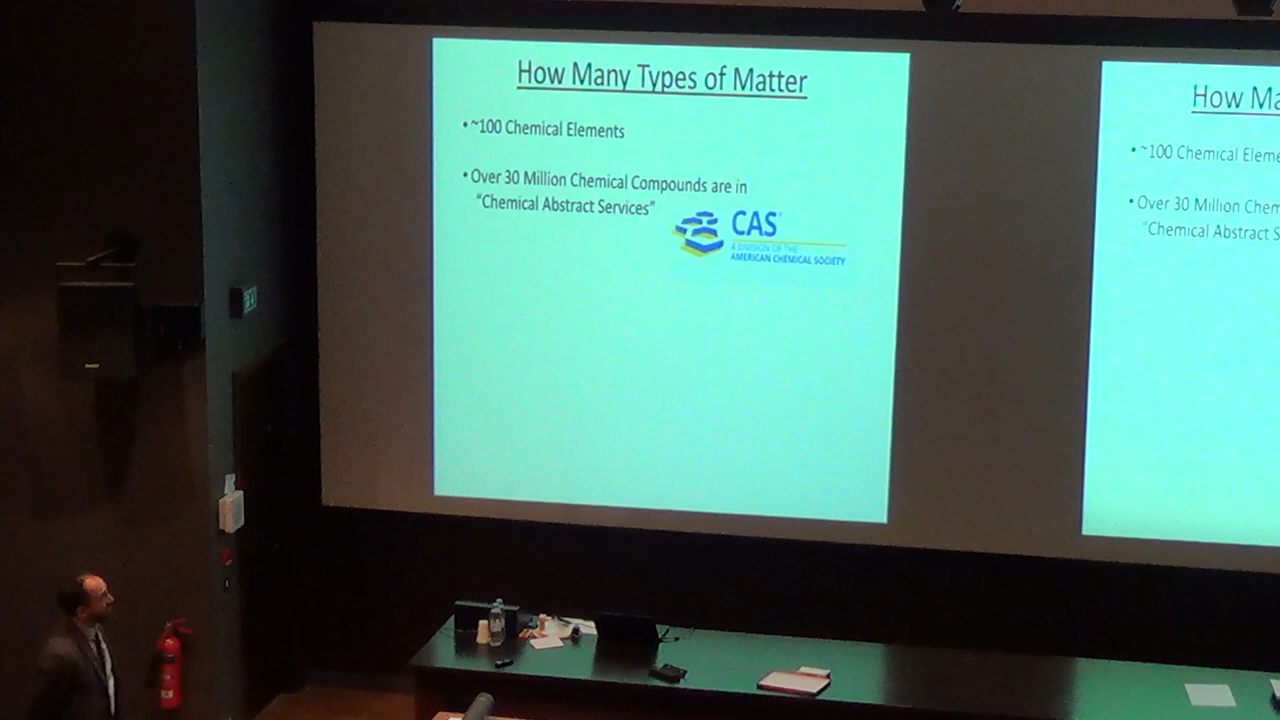 How Many Types of Matter
•~100 Chemical Elements
•Over 30 Million Chemical Compounds are in
"Chemical Abstract Services"
CAS
A DIVISION OF THE
AMERICAN CHEMICAL SOCIETY
How Ma
•~100 Chemical Eleme
•Over 30 Million Chem
"Chemical Abstract S